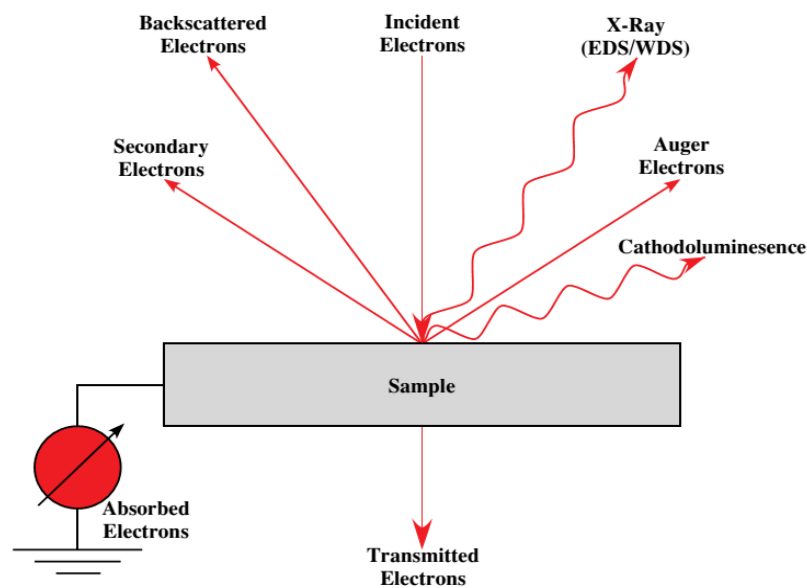 Backscattered
Electrons
Incident
Electrons
X-Ray
(EDS/WDS)
Secondary
Electrons
Auger
Electrons
Cathodoluminesence
Sample
Absorbed
Electrons
Transmitted
Electrons